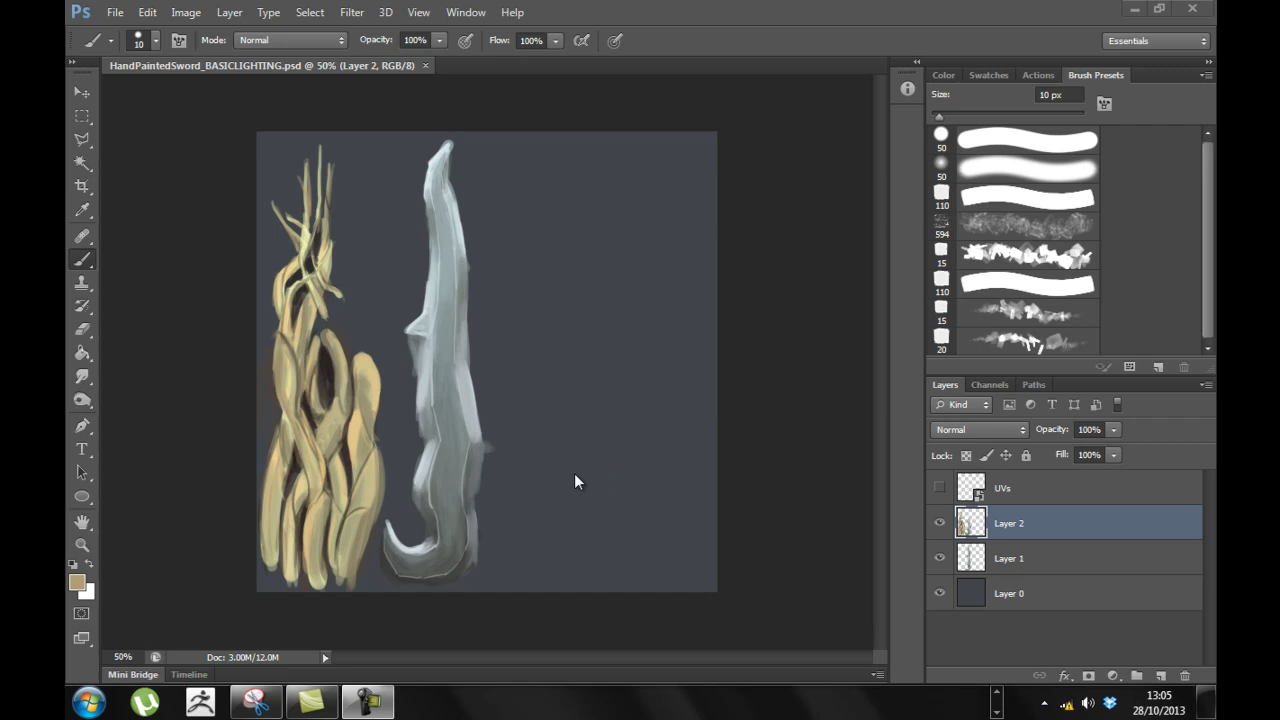 Ps File Edit Image Layer Type Select Filter 3D View Window Help
10 Mode: Normal Opacity: 100% Flow: 100% Essentials
HandPaintedSword_BASICLIGHTING.psd @ 50% (Layer 2, RGB/8) ×
Color Swatches Actions Brush Presets
Size: 10 px
50
50
110
594
15
110
15
20
Layers Channels Paths
Kind
Normal Opacity: 100%
Lock: Fill: 100%
UVs
Layer 2
Layer 1
Layer 0
50% Doc: 3.00M/12.0M
Mini Bridge Timeline
13:05
28/10/2013